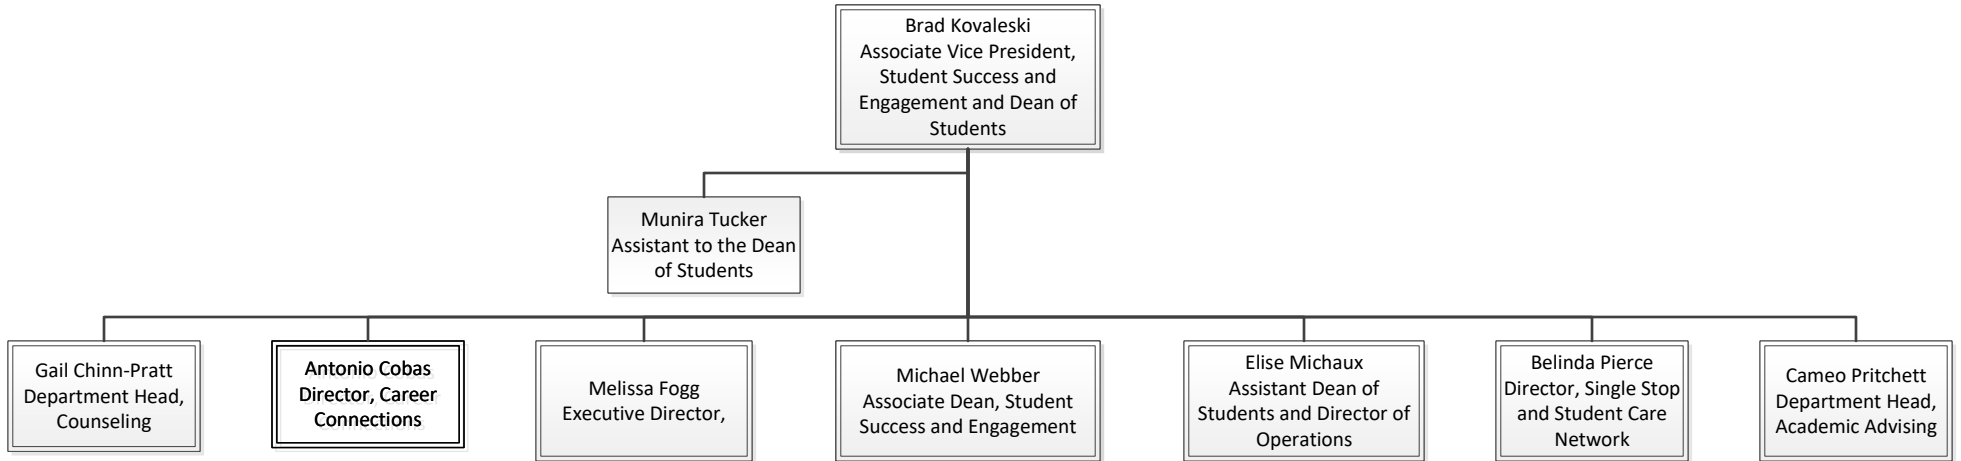 Brad Kovaleski
Associate Vice President,
Student Success and
Engagement and Dean of
Students
Munira Tucker
Assistant to the Dean
of Students
Gail Chinn-Pratt
Department Head,
Counseling
Antonio Cobas
Director, Career
Connections
Melissa Fogg
Executive Director,
Michael Webber
Associate Dean, Student
Success and Engagement
Elise Michaux
Assistant Dean of
Students and Director of
Operations
Belinda Pierce
Director, Single Stop
and Student Care
Network
Cameo Pritchett
Department Head,
Academic Advising